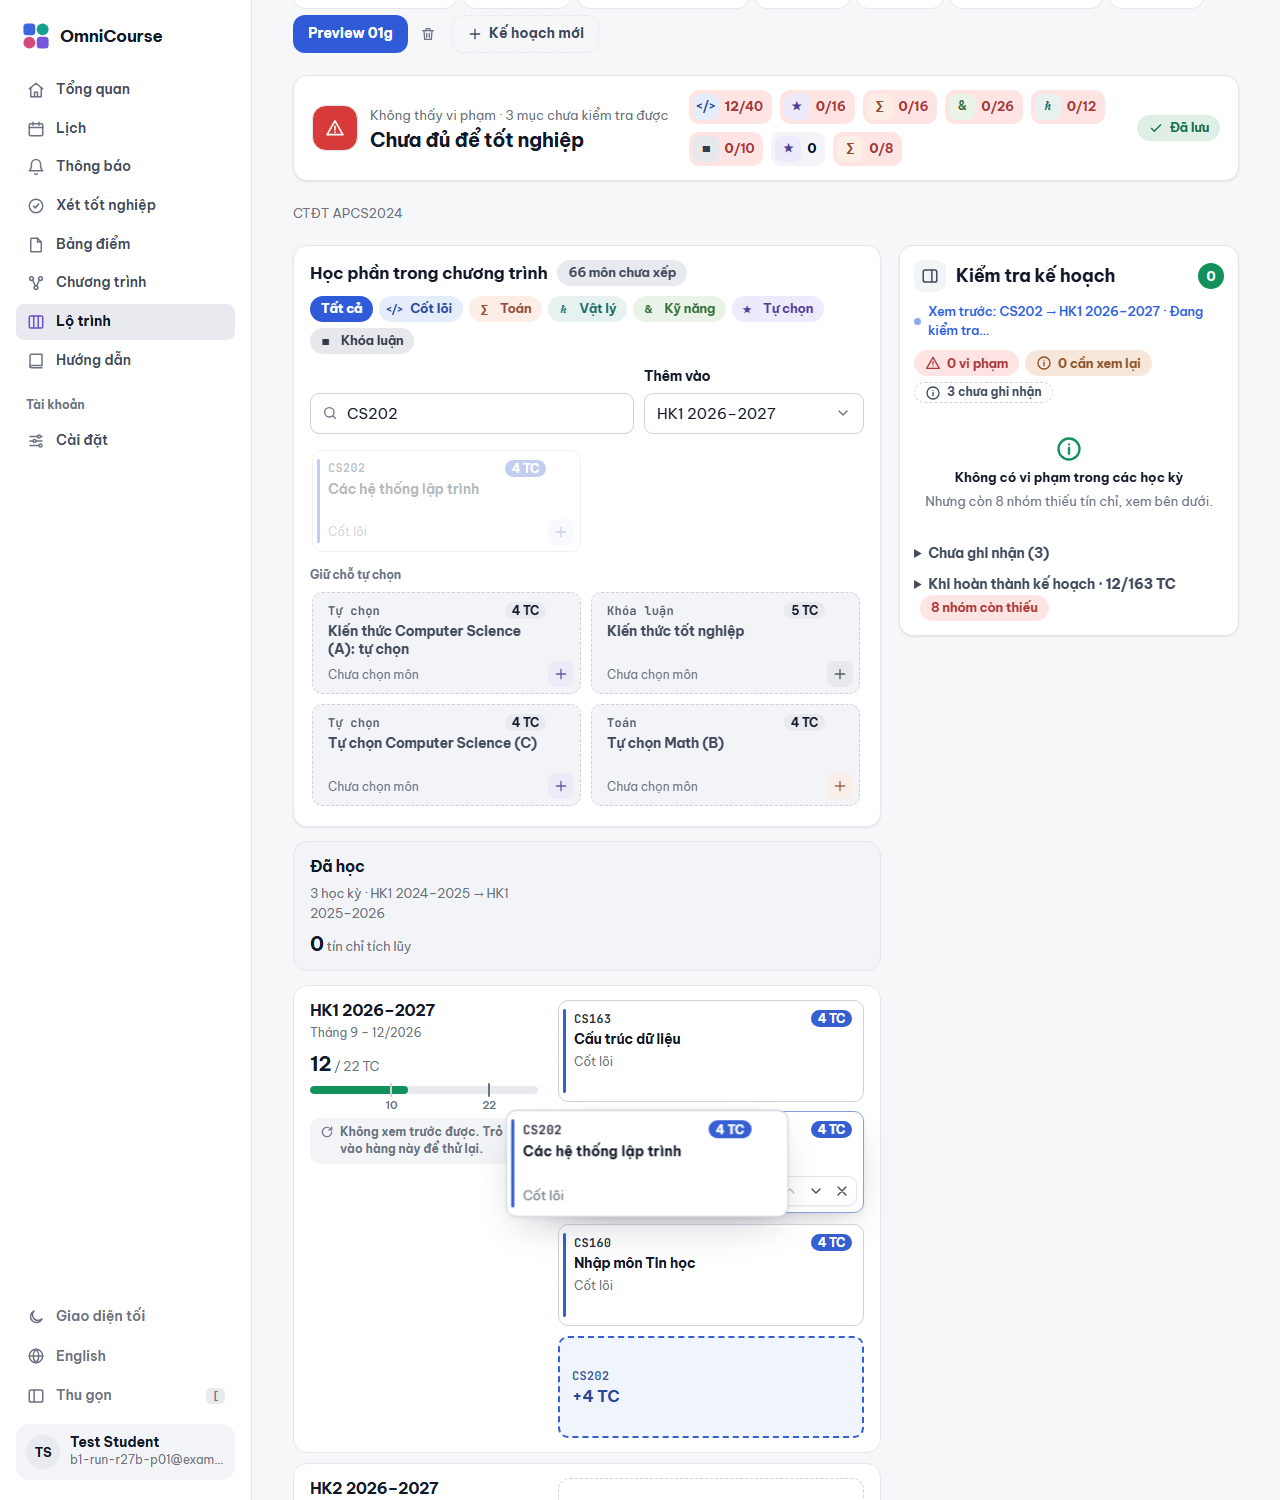 OmniCourse
Tổng quan
Lịch
Thông báo
Xét tốt nghiệp
Bảng điểm
Chương trình
Lộ trình
Hướng dẫn
Tài khoản
Cài đặt
Giao diện tối
English
Thu gọn [
TS Test Student
b1-run-r27b-p01@exam...
Preview 01g
+ Kế hoạch mới
Không thấy vi phạm · 3 mục chưa kiểm tra được
Chưa đủ để tốt nghiệp
</> 12/40 ★ 0/16 ∑ 0/16 & 0/26 ℏ 0/12
■ 0/10 ★ 0 ∑ 0/8
Đã lưu
CTĐT APCS2024
Học phần trong chương trình 66 môn chưa xếp
Tất cả </> Cốt lõi ∑ Toán ℏ Vật lý & Kỹ năng ★ Tự chọn
■ Khóa luận
Thêm vào
CS202 HK1 2026–2027
CS202 4 TC
Các hệ thống lập trình
Cốt lõi +
Giữ chỗ tự chọn
Tự chọn 4 TC
Kiến thức Computer Science
(A): tự chọn
Chưa chọn môn +
Khóa luận 5 TC
Kiến thức tốt nghiệp
Chưa chọn môn +
Tự chọn 4 TC
Tự chọn Computer Science (C)
Chưa chọn môn +
Toán 4 TC
Tự chọn Math (B)
Chưa chọn môn +
Đã học
3 học kỳ · HK1 2024–2025 → HK1
2025–2026
0 tín chỉ tích lũy
HK1 2026–2027
Tháng 9 – 12/2026
12 / 22 TC
10 22
Không xem trước được. Trỏ
vào hàng này để thử lại.
CS163 4 TC
Cấu trúc dữ liệu
Cốt lõi
4 TC
CS202 4 TC
Các hệ thống lập trình
Cốt lõi
CS160 4 TC
Nhập môn Tin học
Cốt lõi
CS202
+4 TC
HK2 2026–2027
Kiểm tra kế hoạch 0
Xem trước: CS202 → HK1 2026–2027 · Đang
kiểm tra...
0 vi phạm 0 cần xem lại
3 chưa ghi nhận
Không có vi phạm trong các học kỳ
Nhưng còn 8 nhóm thiếu tín chỉ, xem bên dưới.
Chưa ghi nhận (3)
Khi hoàn thành kế hoạch · 12/163 TC
8 nhóm còn thiếu